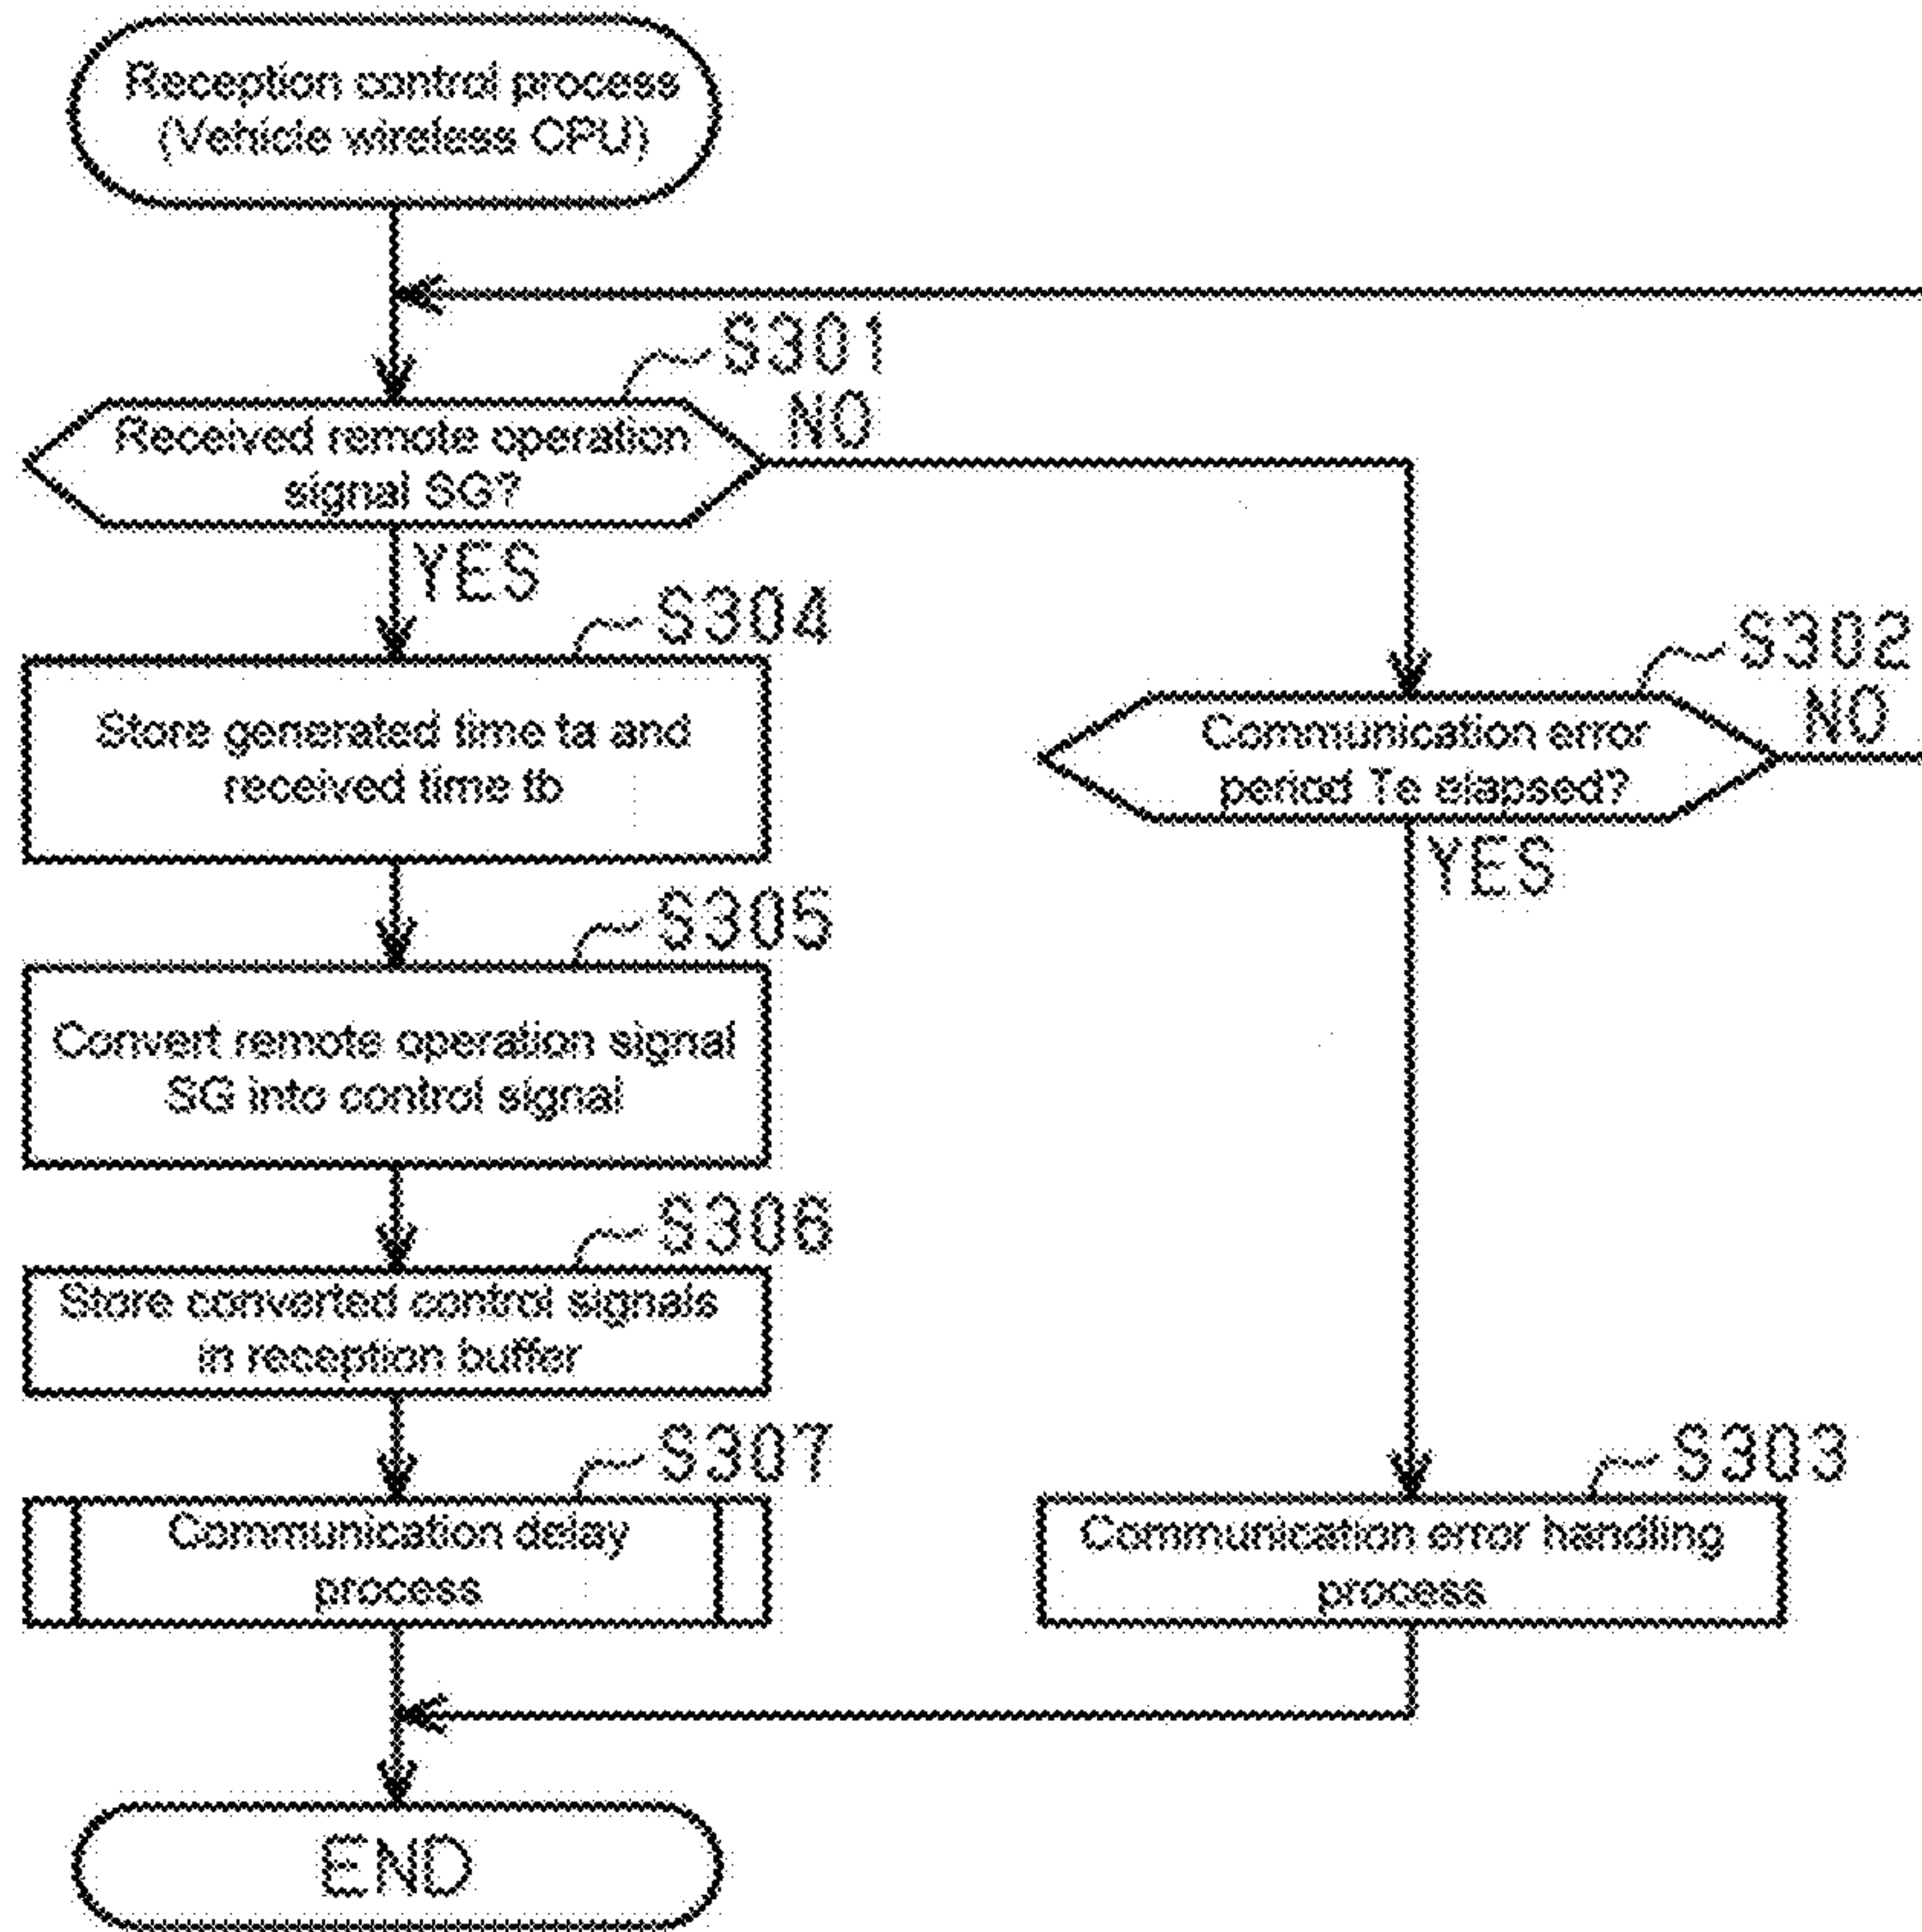 Reception control process
(Vehicle wireless CPU)
S301
Received remote operation
signal SG?
NO
YES
S304
Store generated time ta and
received time tb
S302
Communication error
period Te elapsed?
NO
YES
S305
Convert remote operation signal
SG into control signal
S306
Store converted control signals
in reception buffer
S307
Communication delay
process
S303
Communication error handling
process
END